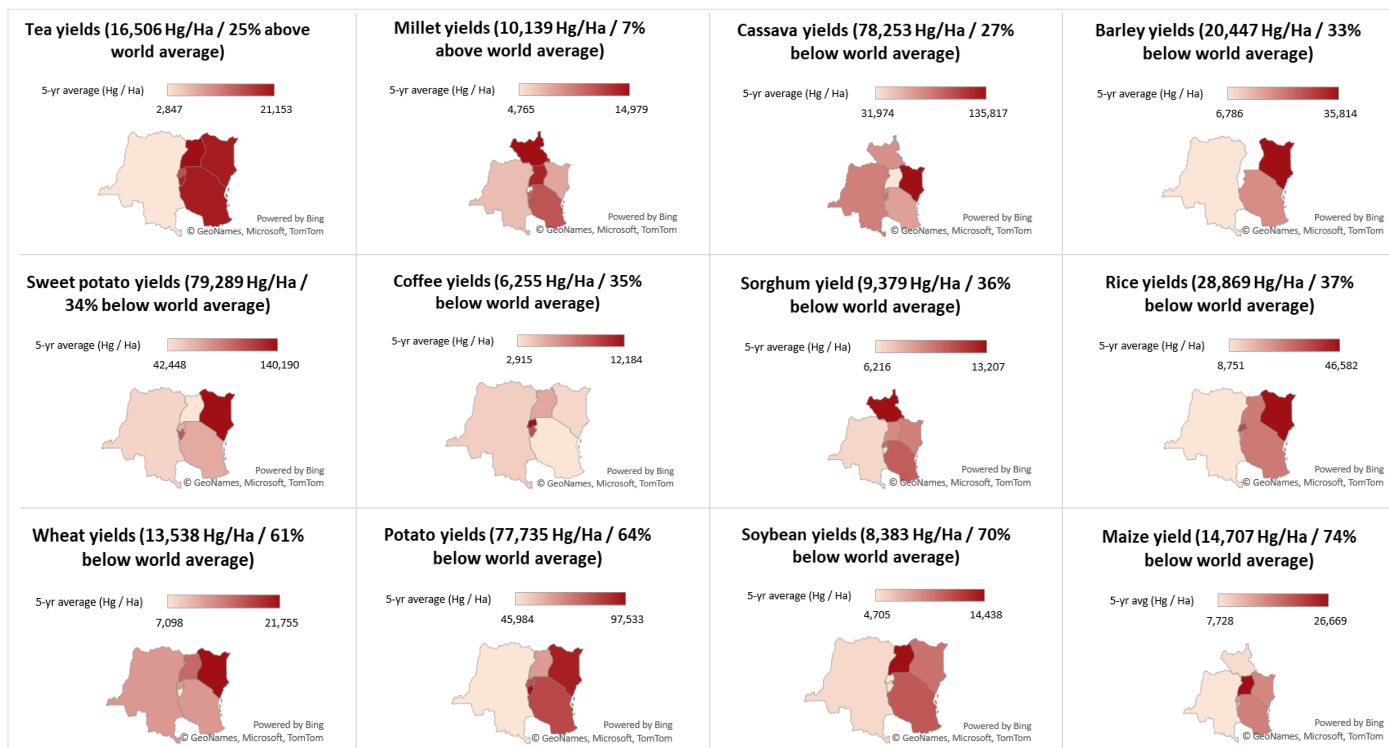 Tea yields (16,506 Hg/Ha / 25% above
world average)
5-yr average (Hg / Ha)
2,847 21,153
Powered by Bing
© GeoNames, Microsoft, TomTom
Millet yields (10,139 Hg/Ha / 7%
above world average)
5-yr average (Hg / Ha)
4,765 14,979
Powered by Bing
© GeoNames, Microsoft, TomTom
Cassava yields (78,253 Hg/Ha / 27%
below world average)
5-yr average (Hg / Ha)
31,974 135,817
Powered by Bing
© GeoNames, Microsoft, TomTom
Barley yields (20,447 Hg/Ha / 33%
below world average)
5-yr average (Hg / Ha)
6,786 35,814
Powered by Bing
© GeoNames, Microsoft, TomTom
Sweet potato yields (79,289 Hg/Ha /
34% below world average)
5-yr average (Hg / Ha)
42,448 140,190
Powered by Bing
© GeoNames, Microsoft, TomTom
Coffee yields (6,255 Hg/Ha / 35%
below world average)
5-yr average (Hg / Ha)
2,915 12,184
Powered by Bing
© GeoNames, Microsoft, TomTom
Sorghum yield (9,379 Hg/Ha / 36%
below world average)
5-yr average (Hg / Ha)
6,216 13,207
Powered by Bing
© GeoNames, Microsoft, TomTom
Rice yields (28,869 Hg/Ha / 37%
below world average)
5-yr average (Hg / Ha)
8,751 46,582
Powered by Bing
© GeoNames, Microsoft, TomTom
Wheat yields (13,538 Hg/Ha / 61%
below world average)
5-yr average (Hg / Ha)
7,098 21,755
Powered by Bing
© GeoNames, Microsoft, TomTom
Potato yields (77,735 Hg/Ha / 64%
below world average)
5-yr average (Hg / Ha)
45,984 97,533
Powered by Bing
© GeoNames, Microsoft, TomTom
Soybean yields (8,383 Hg/Ha / 70%
below world average)
5-yr average (Hg / Ha)
4,705 14,438
Powered by Bing
© GeoNames, Microsoft, TomTom
Maize yield (14,707 Hg/Ha / 74%
below world average)
5-yr avg (Hg / Ha)
7,728 26,669
Powered by Bing
© GeoNames, Microsoft, TomTom